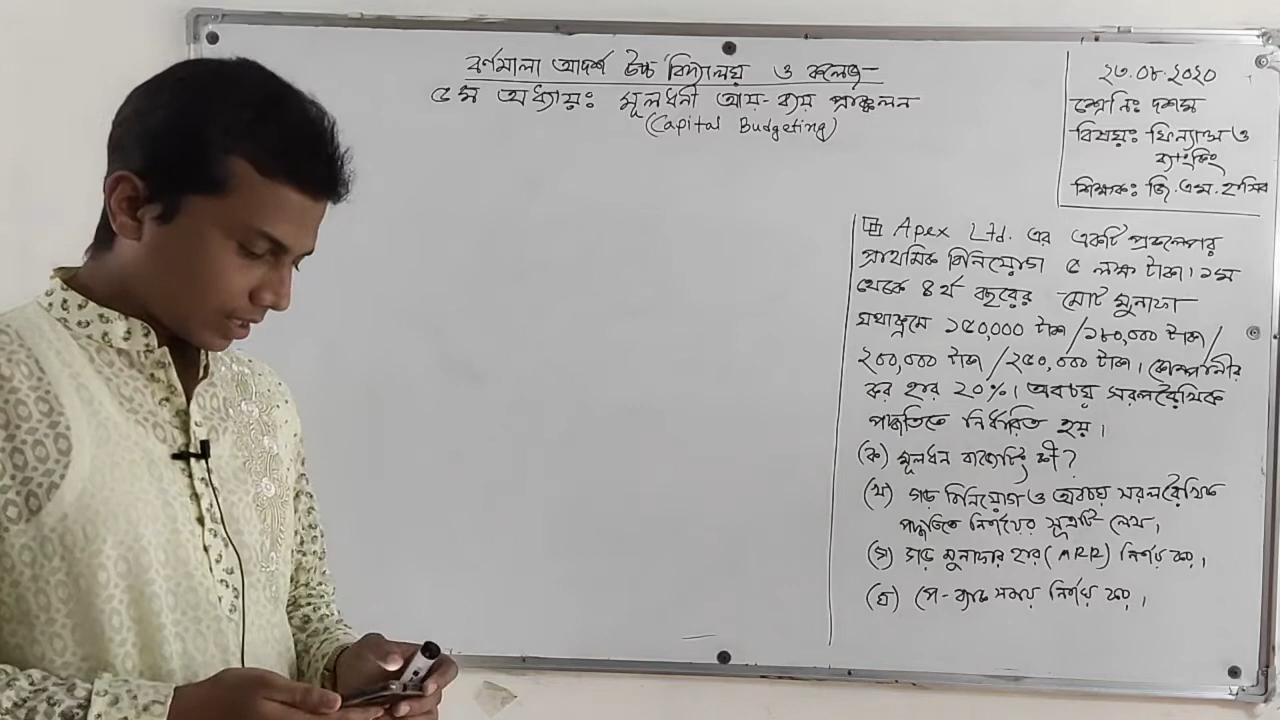 বর্ণমালা আদর্শ উচ্চ বিদ্যালয় ও কলেজ
৫ম অধ্যায়ঃ মূলধনী আয়-ব্যয় প্রাক্কলন
(Capital Budgeting)
২৩.০৮.২০২০
শ্রেনিঃ দশম
বিষয়ঃ ফিন্যান্স ও
ব্যাংকিং
শিক্ষকঃ জি.এম.হাসিব
Apex Ltd. এর একটি প্রকল্পের
প্রাথমিক বিনিয়োগ ৫ লক্ষ টাকা। ১ম
থেকে ৪র্থ বছরের মোট মুনাফা
যথাক্রমে ১৫০,০০০ টাকা /১৮০,০০০ টাকা/
২০০,০০০ টাকা /২৫০,০০০ টাকা। কোম্পানীর
কর হার ২০%। অবচয় সরলরৈখিক
পদ্ধতিতে নির্ধারিত হয়।
(ক) মূলধন বাজেটিং কী?
(খ) গড় বিনিয়োগ ও অবচয় সরলরৈখিক
পদ্ধতিতে নির্ণয়ের সূত্রটি লেখ।
(গ) গড় মুনাফার হার (ARR) নির্ণয় কর।
(ঘ) পে-ব্যাক সময় নির্ণয় কর।